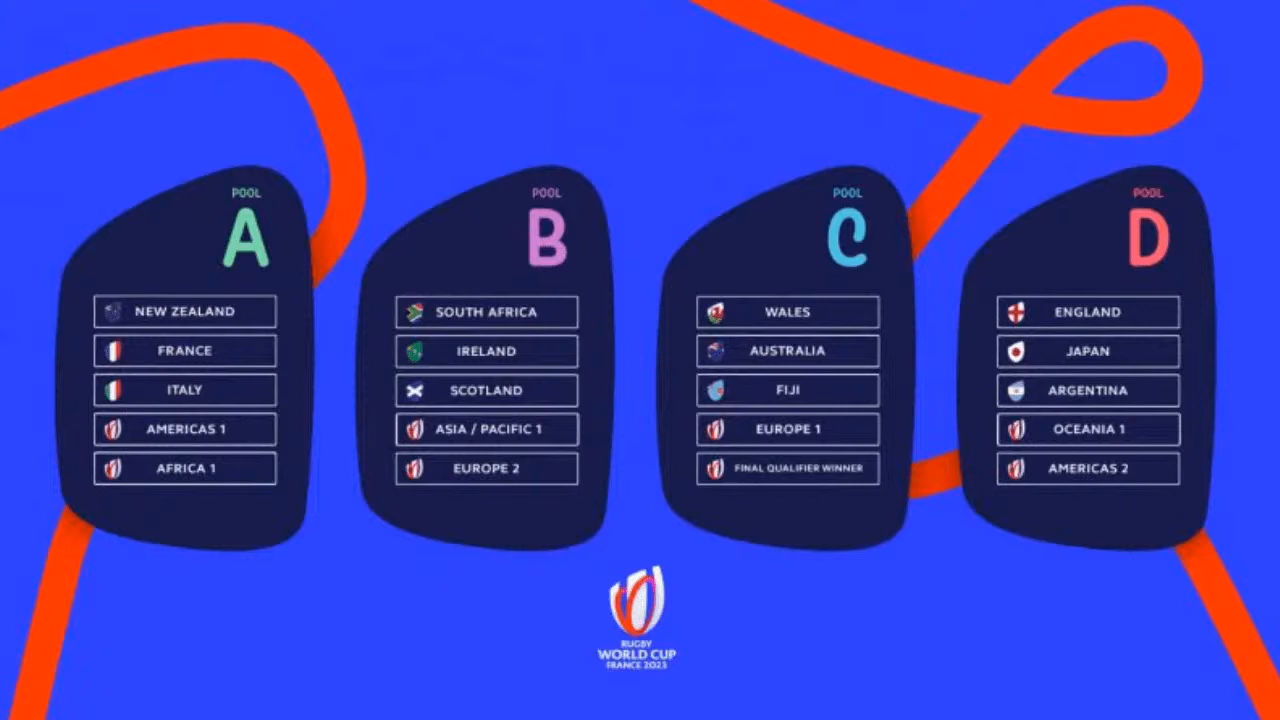 POOL
A
NEW ZEALAND
FRANCE
ITALY
AMERICAS 1
AFRICA 1
POOL
B
SOUTH AFRICA
IRELAND
SCOTLAND
ASIA / PACIFIC 1
EUROPE 2
POOL
C
WALES
AUSTRALIA
FIJI
EUROPE 1
FINAL QUALIFIER WINNER
POOL
D
ENGLAND
JAPAN
ARGENTINA
OCEANIA 1
AMERICAS 2
RUGBY
WORLD CUP
FRANCE 2023